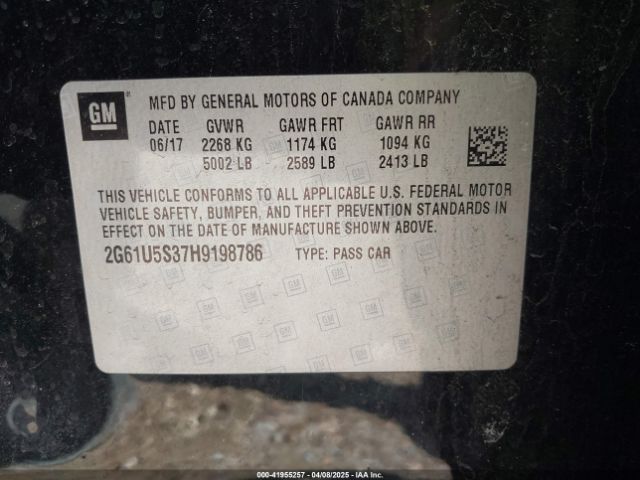 GM
MFD BY GENERAL MOTORS OF CANADA COMPANY
DATE GVWR GAWR FRT GAWR RR
06/17 2268 KG 1174 KG 1094 KG
5002 LB 2589 LB 2413 LB
THIS VEHICLE CONFORMS TO ALL APPLICABLE U.S. FEDERAL MOTOR
VEHICLE SAFETY, BUMPER, AND THEFT PREVENTION STANDARDS IN
EFFECT ON THE DATE OF MANUFACTURE SHOWN ABOVE.
2G61U5S37H9198786 TYPE: PASS CAR
000-41955257 - 04/08/2025 - IAA Inc.